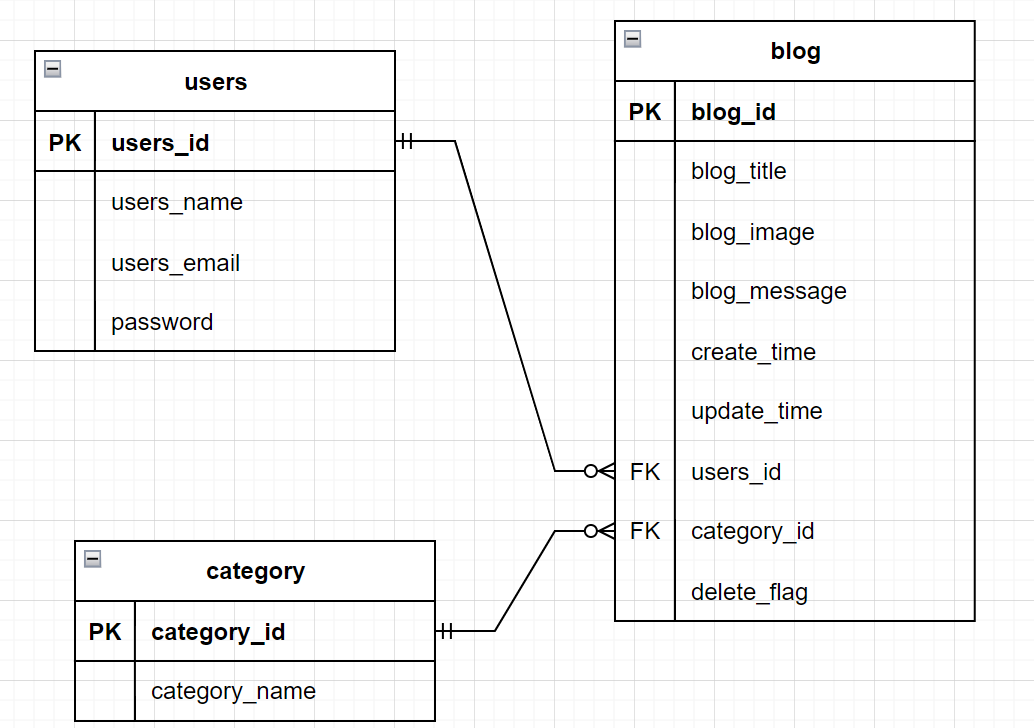 users
PK users_id
users_name
users_email
password
blog
PK blog_id
blog_title
blog_image
blog_message
create_time
update_time
FK users_id
FK category_id
delete_flag
category
PK category_id
category_name